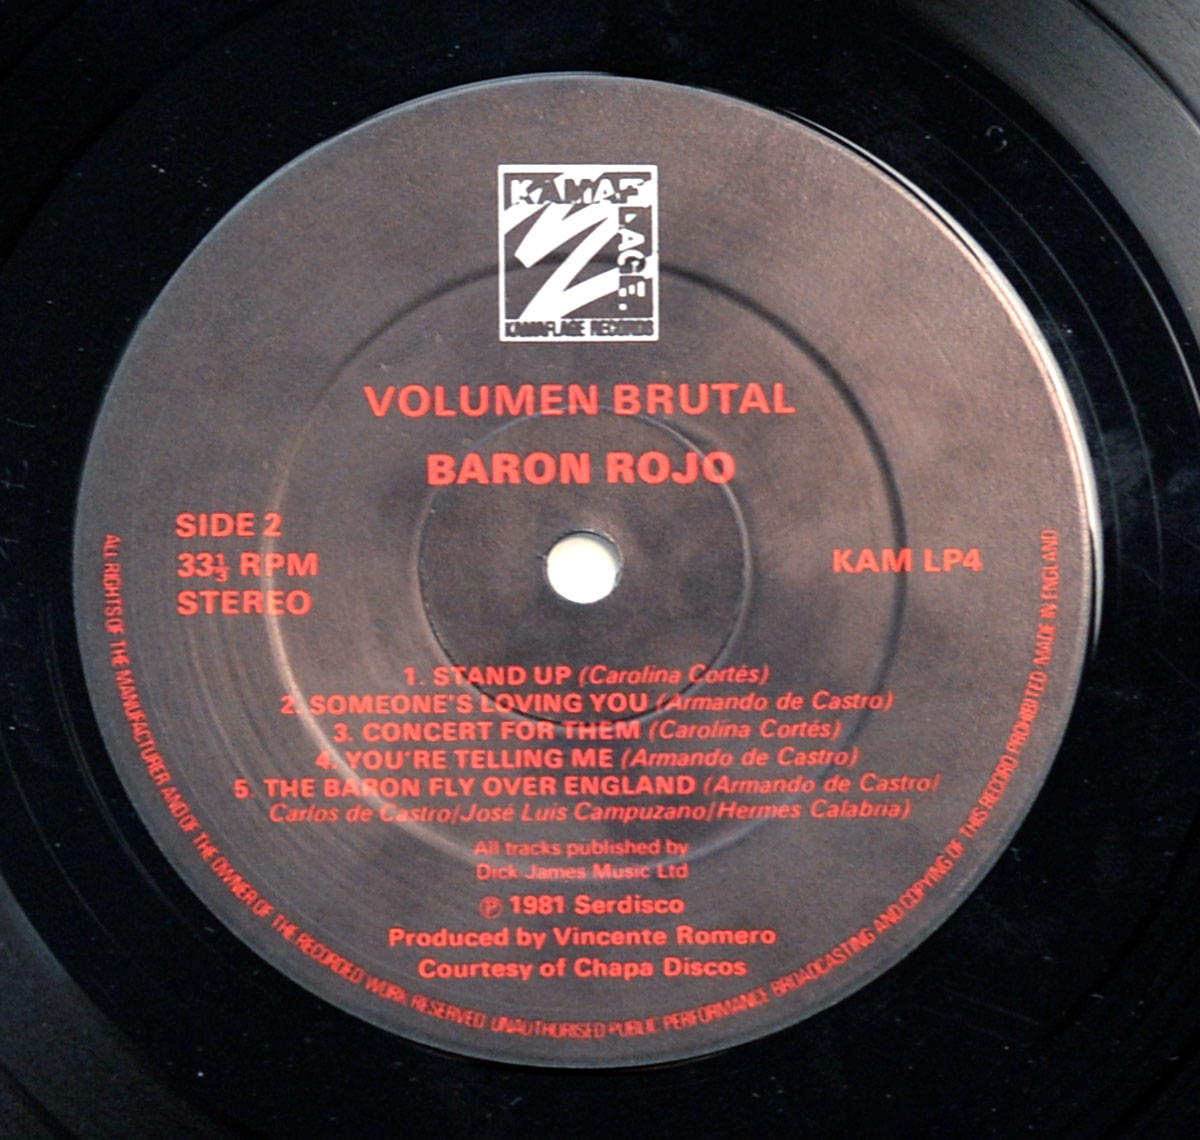 KAMAF
LAGE.
KAMAFLAGE RECORDS
VOLUMEN BRUTAL
BARON ROJO
SIDE 2
33⅓ RPM
STEREO
KAM LP4
1. STAND UP (Carolina Cortés)
2. SOMEONE'S LOVING YOU (Armando de Castro)
3. CONCERT FOR THEM (Carolina Cortés)
4. YOU'RE TELLING ME (Armando de Castro)
5. THE BARON FLY OVER ENGLAND (Armando de Castro/
Carlos de Castro/José Luis Campuzano/Hermes Calabria)
All tracks published by
Dick James Music Ltd
℗ 1981 Serdisco
Produced by Vincente Romero
Courtesy of Chapa Discos
ALL RIGHTS OF THE MANUFACTURER AND OF THE OWNER OF THE RECORDED WORK RESERVED UNAUTHORISED PUBLIC PERFORMANCE BROADCASTING AND COPYING OF THIS RECORD PROHIBITED MADE IN ENGLAND